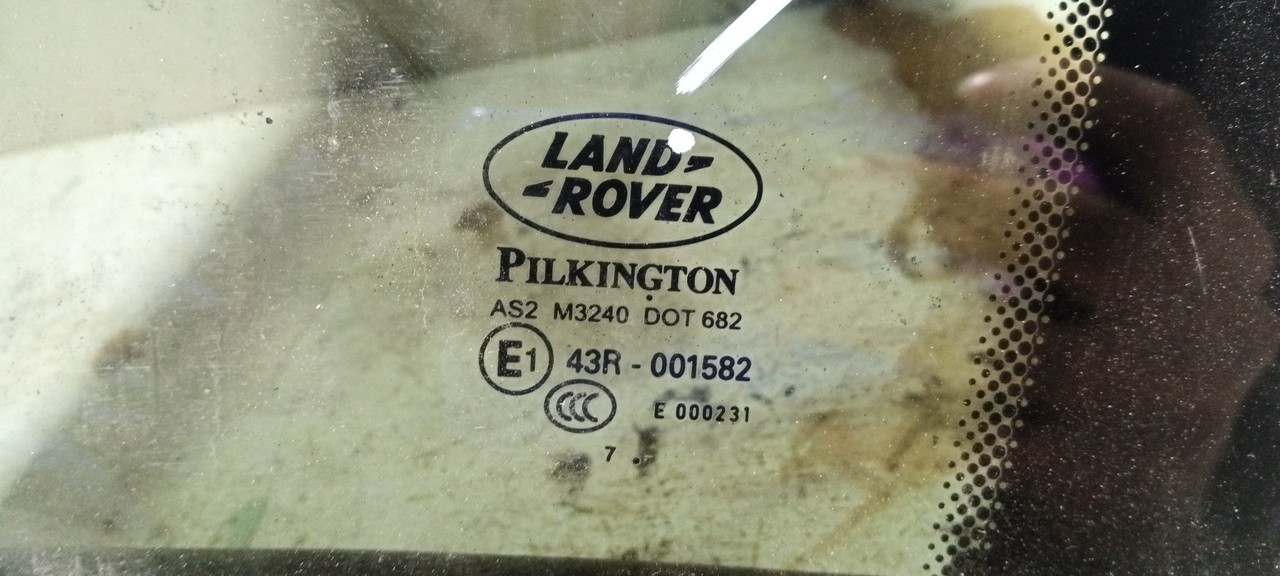 LAND
ROVER
PILKINGTON
AS2 M3240 DOT 682
E1 43R - 001582
CCC E 000231
7 .